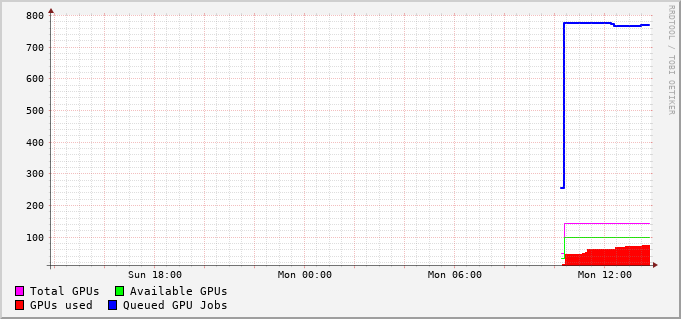 800
700
600
500
400
300
200
100
Sun 18:00 Mon 00:00 Mon 06:00 Mon 12:00
Total GPUs Available GPUs
GPUs used Queued GPU Jobs
RRDTOOL / TOBI OETIKER